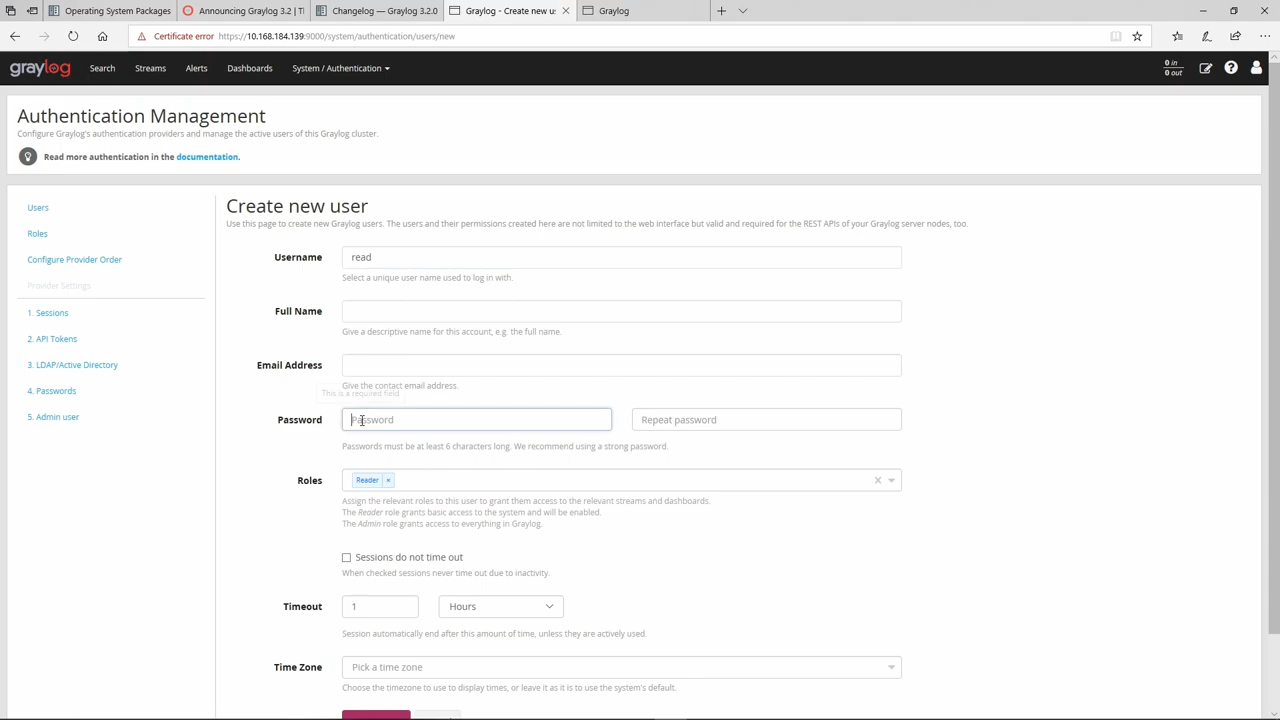 Operating System Packages
Announcing Graylog 3.2 | Tl
Changelog — Graylog 3.2.0
Graylog - Create new us
Graylog
Certificate error https://10.168.184.139:9000/system/authentication/users/new
graylog Search Streams Alerts Dashboards System / Authentication
0 in
0 out
Authentication Management
Configure Graylog's authentication providers and manage the active users of this Graylog cluster.
Read more authentication in the documentation.
Users
Roles
Configure Provider Order
Provider Settings
1. Sessions
2. API Tokens
3. LDAP/Active Directory
4. Passwords
5. Admin user
Create new user
Use this page to create new Graylog users. The users and their permissions created here are not limited to the web interface but valid and required for the REST APIs of your Graylog server nodes, too.
Username read
Select a unique user name used to log in with.
Full Name
Give a descriptive name for this account, e.g. the full name.
Email Address
Give the contact email address.
This is a required field
Password Password Repeat password
Passwords must be at least 6 characters long. We recommend using a strong password.
Roles Reader ×
Assign the relevant roles to this user to grant them access to the relevant streams and dashboards.
The Reader role grants basic access to the system and will be enabled.
The Admin role grants access to everything in Graylog.
Sessions do not time out
When checked sessions never time out due to inactivity.
Timeout 1 Hours
Session automatically end after this amount of time, unless they are actively used.
Time Zone Pick a time zone
Choose the timezone to use to display times, or leave it as it is to use the system's default.